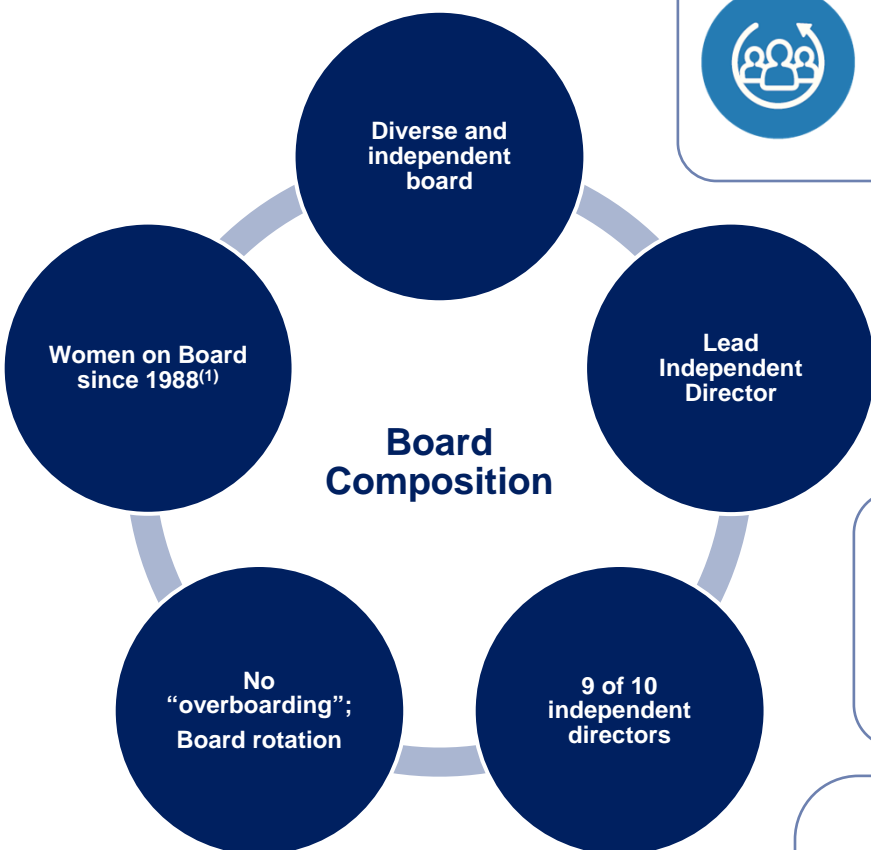 Diverse and
independent
board
Women on Board
since 1988(1)
Lead
Independent
Director
Board
Composition
No
“overboarding”;
Board rotation
9 of 10
independent
directors